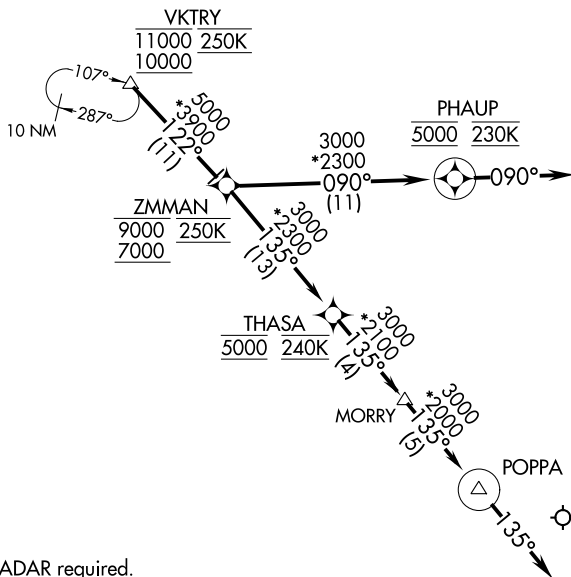 VKTRY
11000 250K
10000
107°
287°
10 NM
5000
*3900
122°
(11)
PHAUP
5000 230K
3000
*2300
090°
(11)
090°
ZMMAN
9000 250K
7000
3000
*2300
135°
(13)
THASA
5000 240K
3000
*2100
135°
(4)
MORRY
3000
*2000
135°
(5)
POPPA
135°
ADAR required.